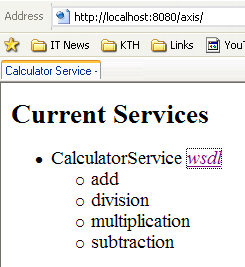 Address http://localhost:8080/axis/
IT News KTH Links
Calculator Service -
Current Services
CalculatorService wsdl
add
division
multiplication
subtraction